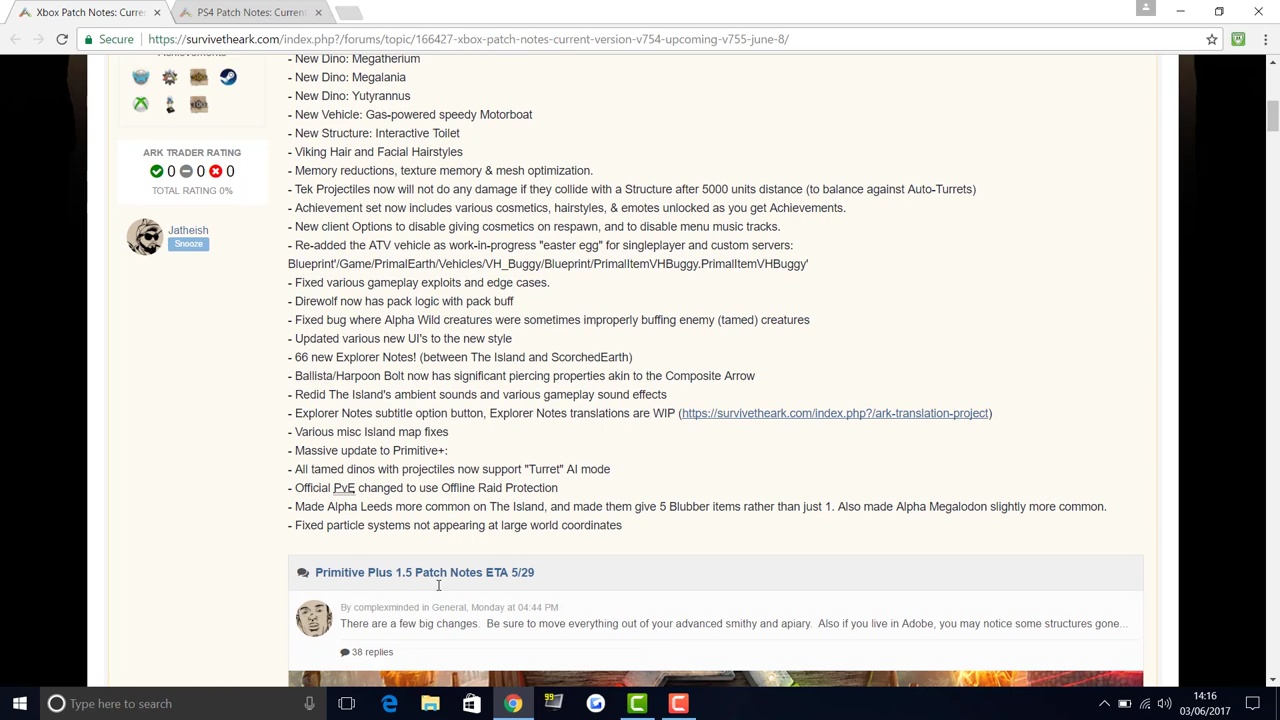 Xbox Patch Notes: Current
PS4 Patch Notes: Current
Secure
https://survivetheark.com/index.php?/forums/topic/166427-xbox-patch-notes-current-version-v754-upcoming-v755-june-8/
- New Dino: Megatherium
- New Dino: Megalania
- New Dino: Yutyrannus
- New Vehicle: Gas-powered speedy Motorboat
- New Structure: Interactive Toilet
- Viking Hair and Facial Hairstyles
- Memory reductions, texture memory & mesh optimization.
- Tek Projectiles now will not do any damage if they collide with a Structure after 5000 units distance (to balance against Auto-Turrets)
- Achievement set now includes various cosmetics, hairstyles, & emotes unlocked as you get Achievements.
- New client Options to disable giving cosmetics on respawn, and to disable menu music tracks.
- Re-added the ATV vehicle as work-in-progress "easter egg" for singleplayer and custom servers:
Blueprint'/Game/PrimalEarth/Vehicles/VH_Buggy/Blueprint/PrimalItemVHBuggy.PrimalItemVHBuggy'
- Fixed various gameplay exploits and edge cases.
- Direwolf now has pack logic with pack buff
- Fixed bug where Alpha Wild creatures were sometimes improperly buffing enemy (tamed) creatures
- Updated various new UI's to the new style
- 66 new Explorer Notes! (between The Island and ScorchedEarth)
- Ballista/Harpoon Bolt now has significant piercing properties akin to the Composite Arrow
- Redid The Island's ambient sounds and various gameplay sound effects
- Explorer Notes subtitle option button, Explorer Notes translations are WIP (https://survivetheark.com/index.php?/ark-translation-project)
- Various misc Island map fixes
- Massive update to Primitive+:
- All tamed dinos with projectiles now support "Turret" AI mode
- Official PvE changed to use Offline Raid Protection
- Made Alpha Leeds more common on The Island, and made them give 5 Blubber items rather than just 1. Also made Alpha Megalodon slightly more common.
- Fixed particle systems not appearing at large world coordinates
ARK TRADER RATING
0 0 0
TOTAL RATING 0%
Jatheish
Snooze
Primitive Plus 1.5 Patch Notes ETA 5/29
By complexminded in General, Monday at 04:44 PM
There are a few big changes. Be sure to move everything out of your advanced smithy and apiary. Also if you live in Adobe, you may notice some structures gone...
38 replies
Type here to search
99
14:16
03/06/2017